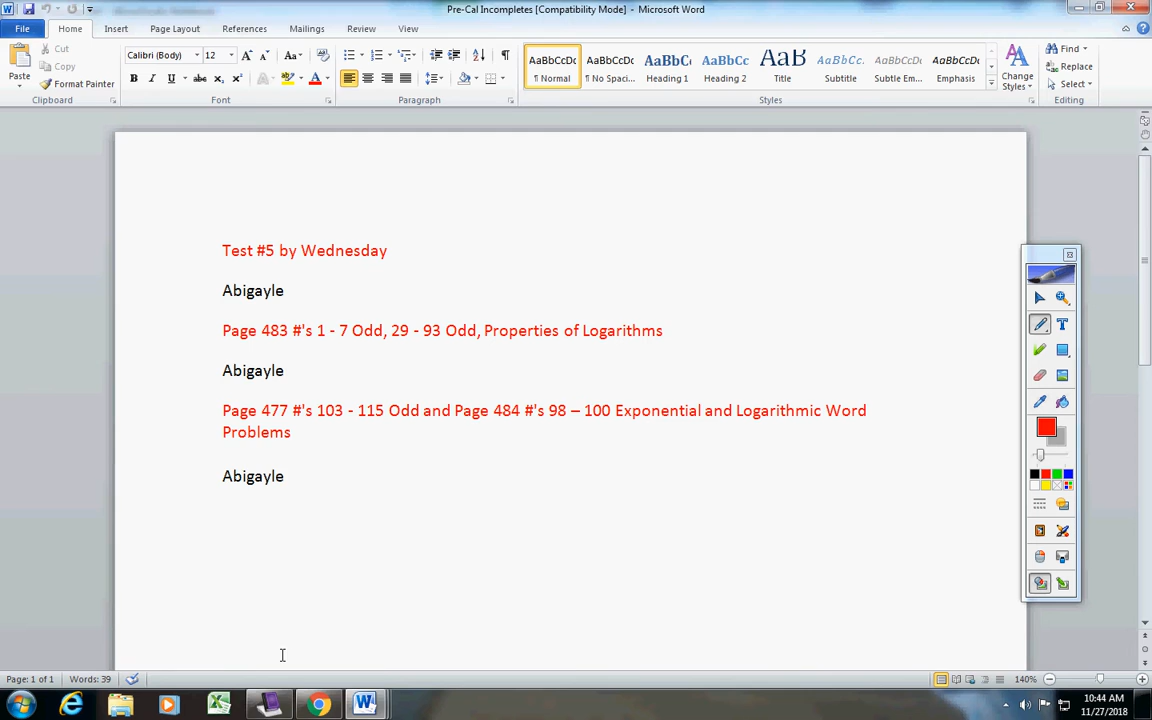 Pre-Cal Incompletes [Compatibility Mode] - Microsoft Word
File Home Insert Page Layout References Mailings Review View
Paste
Cut
Copy
Format Painter
Clipboard
Calibri (Body) 12
Font
Paragraph
AaBbCcDc AaBbCcDc AaBbCc AaBbCc AaB AaBbCc. AaBbCcDc AaBbCcDc
¶ Normal ¶ No Spaci... Heading 1 Heading 2 Title Subtitle Subtle Em... Emphasis
Styles
Change
Styles
Find
Replace
Select
Editing
Test #5 by Wednesday
Abigayle
Page 483 #'s 1 - 7 Odd, 29 - 93 Odd, Properties of Logarithms
Abigayle
Page 477 #'s 103 - 115 Odd and Page 484 #'s 98 – 100 Exponential and Logarithmic Word
Problems
Abigayle
Page: 1 of 1 Words: 39
140%
10:44 AM
11/27/2018